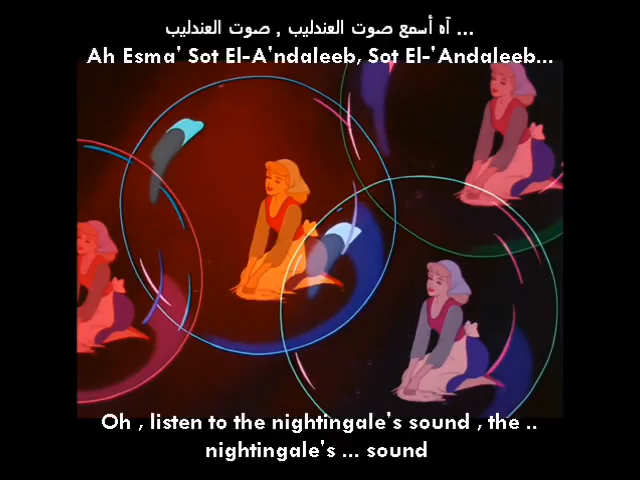 آه أسمع صوت العندليب , صوت العندليب ...
Ah Esma' Sot El-A'ndaleeb, Sot El-'Andaleeb...
Oh , listen to the nightingale's sound , the ..
nightingale's ... sound